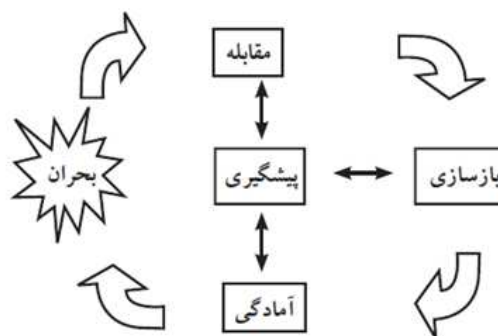 مقابله
بحران
پیشگیری
بازسازی
آمادگی